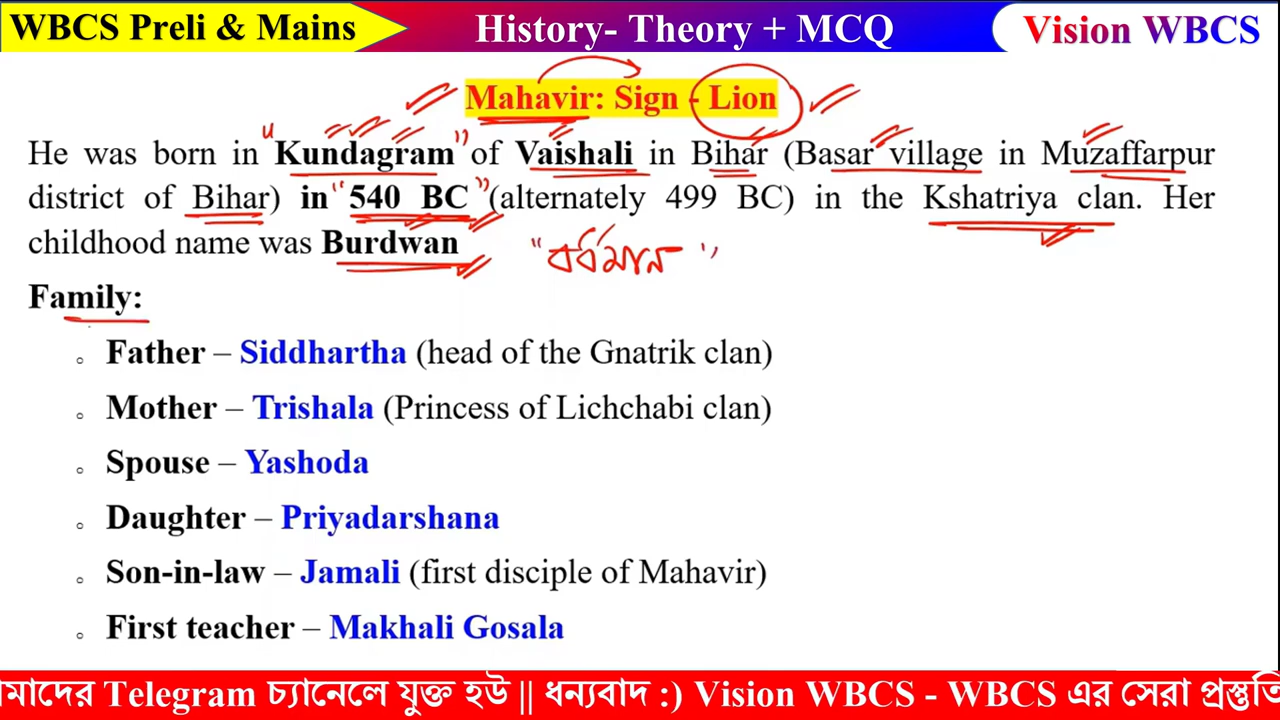 WBCS Preli & Mains
History- Theory + MCQ
Vision WBCS
Mahavir: Sign - Lion
He was born in "Kundagram" of Vaishali in Bihar (Basar village in Muzaffarpur
district of Bihar) in "540 BC" (alternately 499 BC) in the Kshatriya clan. Her
childhood name was Burdwan "বর্ধমান"
Family:
Father – Siddhartha (head of the Gnatrik clan)
Mother – Trishala (Princess of Lichchabi clan)
Spouse – Yashoda
Daughter – Priyadarshana
Son-in-law – Jamali (first disciple of Mahavir)
First teacher – Makhali Gosala
মাদের Telegram চ্যানেলে যুক্ত হউ || ধন্যবাদ :) Vision WBCS - WBCS এর সেরা প্রস্তুতি